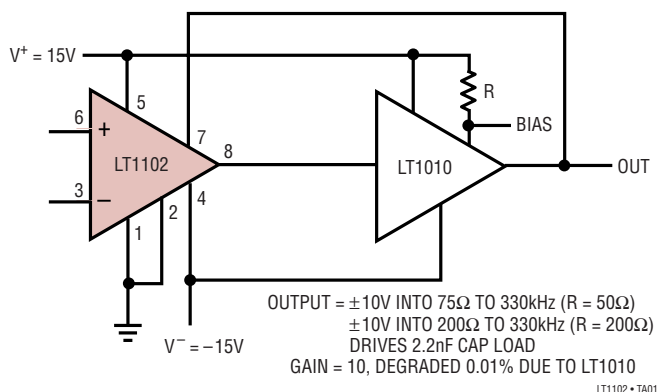 V+ = 15V
5
R
6
+
7
BIAS
LT1102
8
LT1010
OUT
3
−
2
4
1
V− = −15V
OUTPUT = ±10V INTO 75Ω TO 330kHz (R = 50Ω)
±10V INTO 200Ω TO 330kHz (R = 200Ω)
DRIVES 2.2nF CAP LOAD
GAIN = 10, DEGRADED 0.01% DUE TO LT1010
LT1102 • TA01